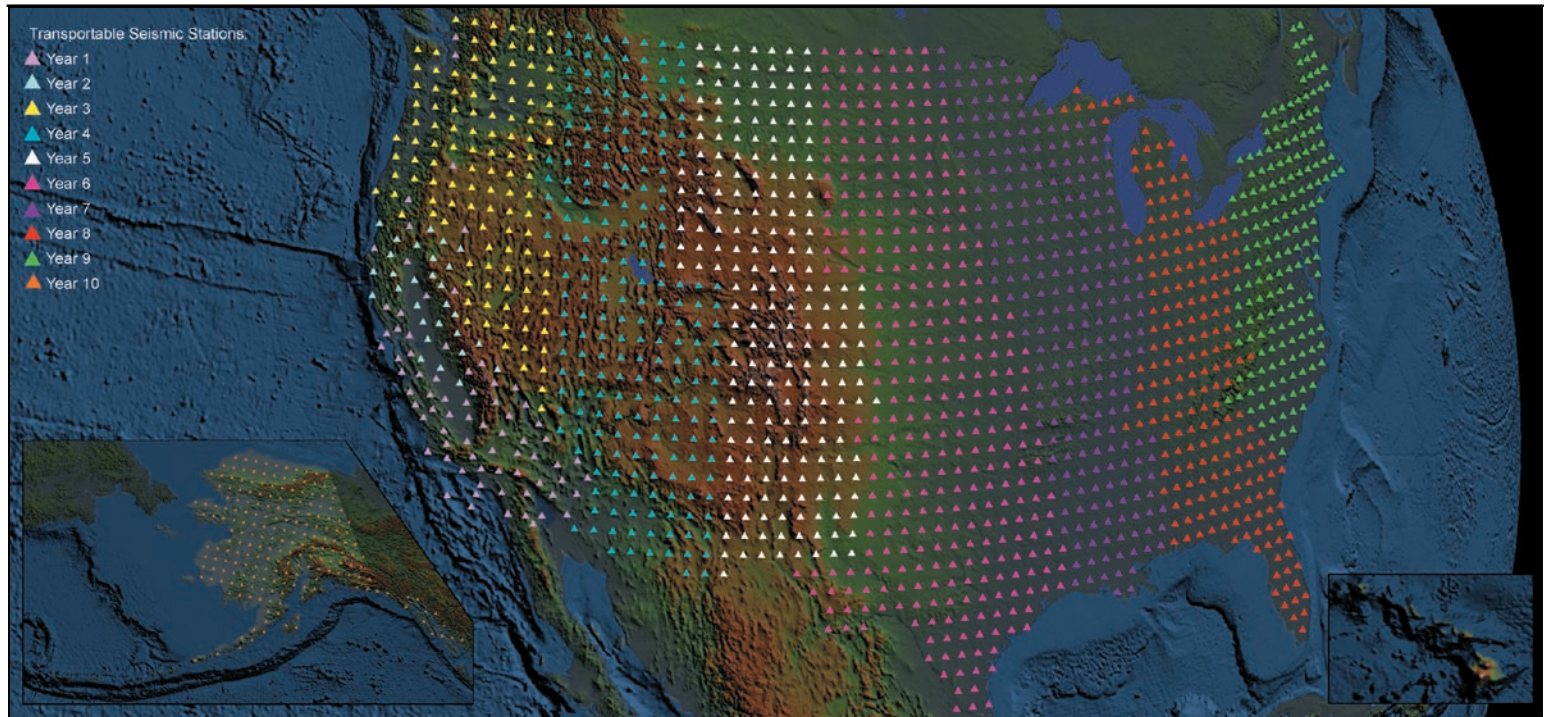 Transportable Seismic Stations:
Year 1
Year 2
Year 3
Year 4
Year 5
Year 6
Year 7
Year 8
Year 9
Year 10